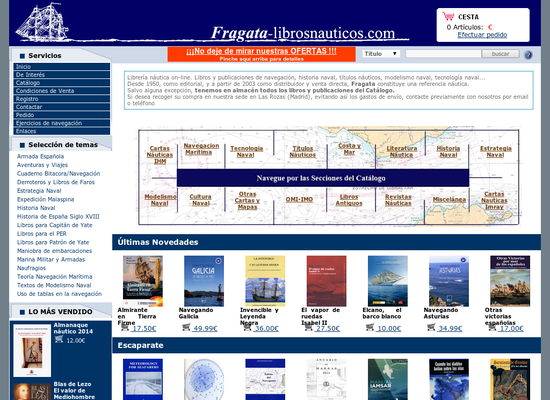 Fragata-librosnauticos.com
CESTA
0 Artículos: €
Efectuar pedido
Servicios
¡¡¡No deje de mirar nuestras OFERTAS !!!
Pinche aquí arriba para detalles
Título
buscar
Inicio
De Interés
Catálogo
Condiciones de Venta
Registro
Contactar
Pedido
Ejercicios de navegación
Enlaces
Librería náutica on-line. Libros y publicaciones de navegación, historia naval, títulos náuticos, modelismo naval, tecnología naval...
Desde 1950, como editorial, y a partir de 2003 como distribuidor y venta directa, Fragata constituye una referencia náutica.
Salvo alguna excepción, tenemos en almacén todos los libros y publicaciones del Catálogo.
Si desea recoger su compra en nuestra sede en Las Rozas (Madrid), evitando así los gastos de envío, contacte previamente con nosotros por email
o teléfono
Selección de temas
Armada Española
Aventuras y Viajes
Cuaderno Bitacora/Navegación
Derroteros y Libros de Faros
Estrategia Naval
Expedición Malaspina
Historia Naval
Historia de España Siglo XVIII
Libros para Capitán de Yate
Libros para el PER
Libros para Patrón de Yate
Maniobra de embarcaciones
Marina Militar y Armadas
Naufragios
Teoría Navegación Marítima
Textos de Modelismo Naval
Uso de tablas en la navegación
Cartas Náuticas IHM
Navegacion Marítima
Tecnología Naval
Títulos Náuticos
Costa y Mar
Literatura Náutica
Historia Naval
Estrategia Naval
Navegue por las Secciones del Catálogo
Modelismo Naval
Cultura Naval
Otras Cartas y Mapas
OMI-IMO
Libros Antiguos
Revistas Náuticas
Miscelánea
Cartas Náuticas Imray
Últimas Novedades
Almirante en Tierra Firme
17.50€
Navegando Galicia
49.99€
Invencible y Leyenda Negra
36.00€
El vapor de ruedas Isabel II
27.50€
Elcano, el barco blanco
10.00€
Navegando Asturias
34.99€
Otras victorias españolas
17.00€
LO MÁS VENDIDO
Almanaque náutico 2014
12.00€
Blas de Lezo
El valor de
Mediohombre
Escaparate
GALICIA
ASTURIAS
METEOROLOGY
FOR SEAFARERS
IAMSAR